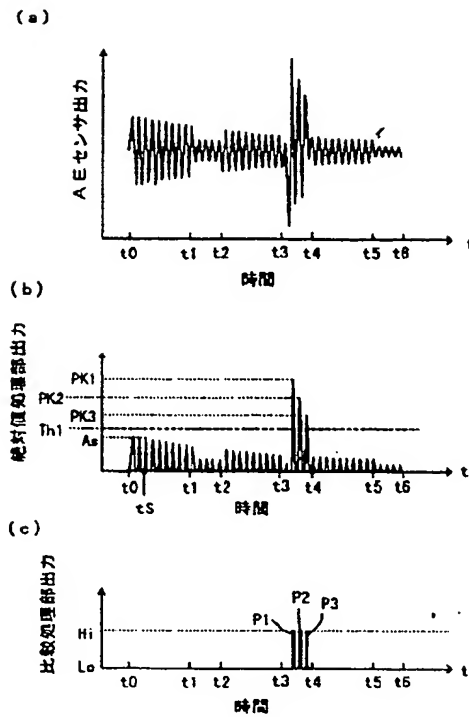 (a)
AEセンサ出力
t0 t1 t2 t3 t4 t5 t6 t
時間
(b)
絶対値処理部出力
PK1
PK2
PK3
Th1
As
t0 t1 t2 t3 t4 t5 t6 t
tS
時間
(c)
比較処理部出力
P1 P2 P3
Hi
Lo
t0 t1 t2 t3 t4 t5 t6 t
時間